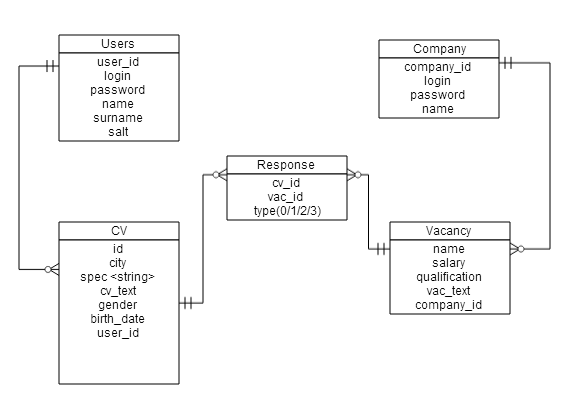 Users
user_id
login
password
name
surname
salt
Company
company_id
login
password
name
Response
cv_id
vac_id
type(0/1/2/3)
CV
id
city
spec <string>
cv_text
gender
birth_date
user_id
Vacancy
name
salary
qualification
vac_text
company_id